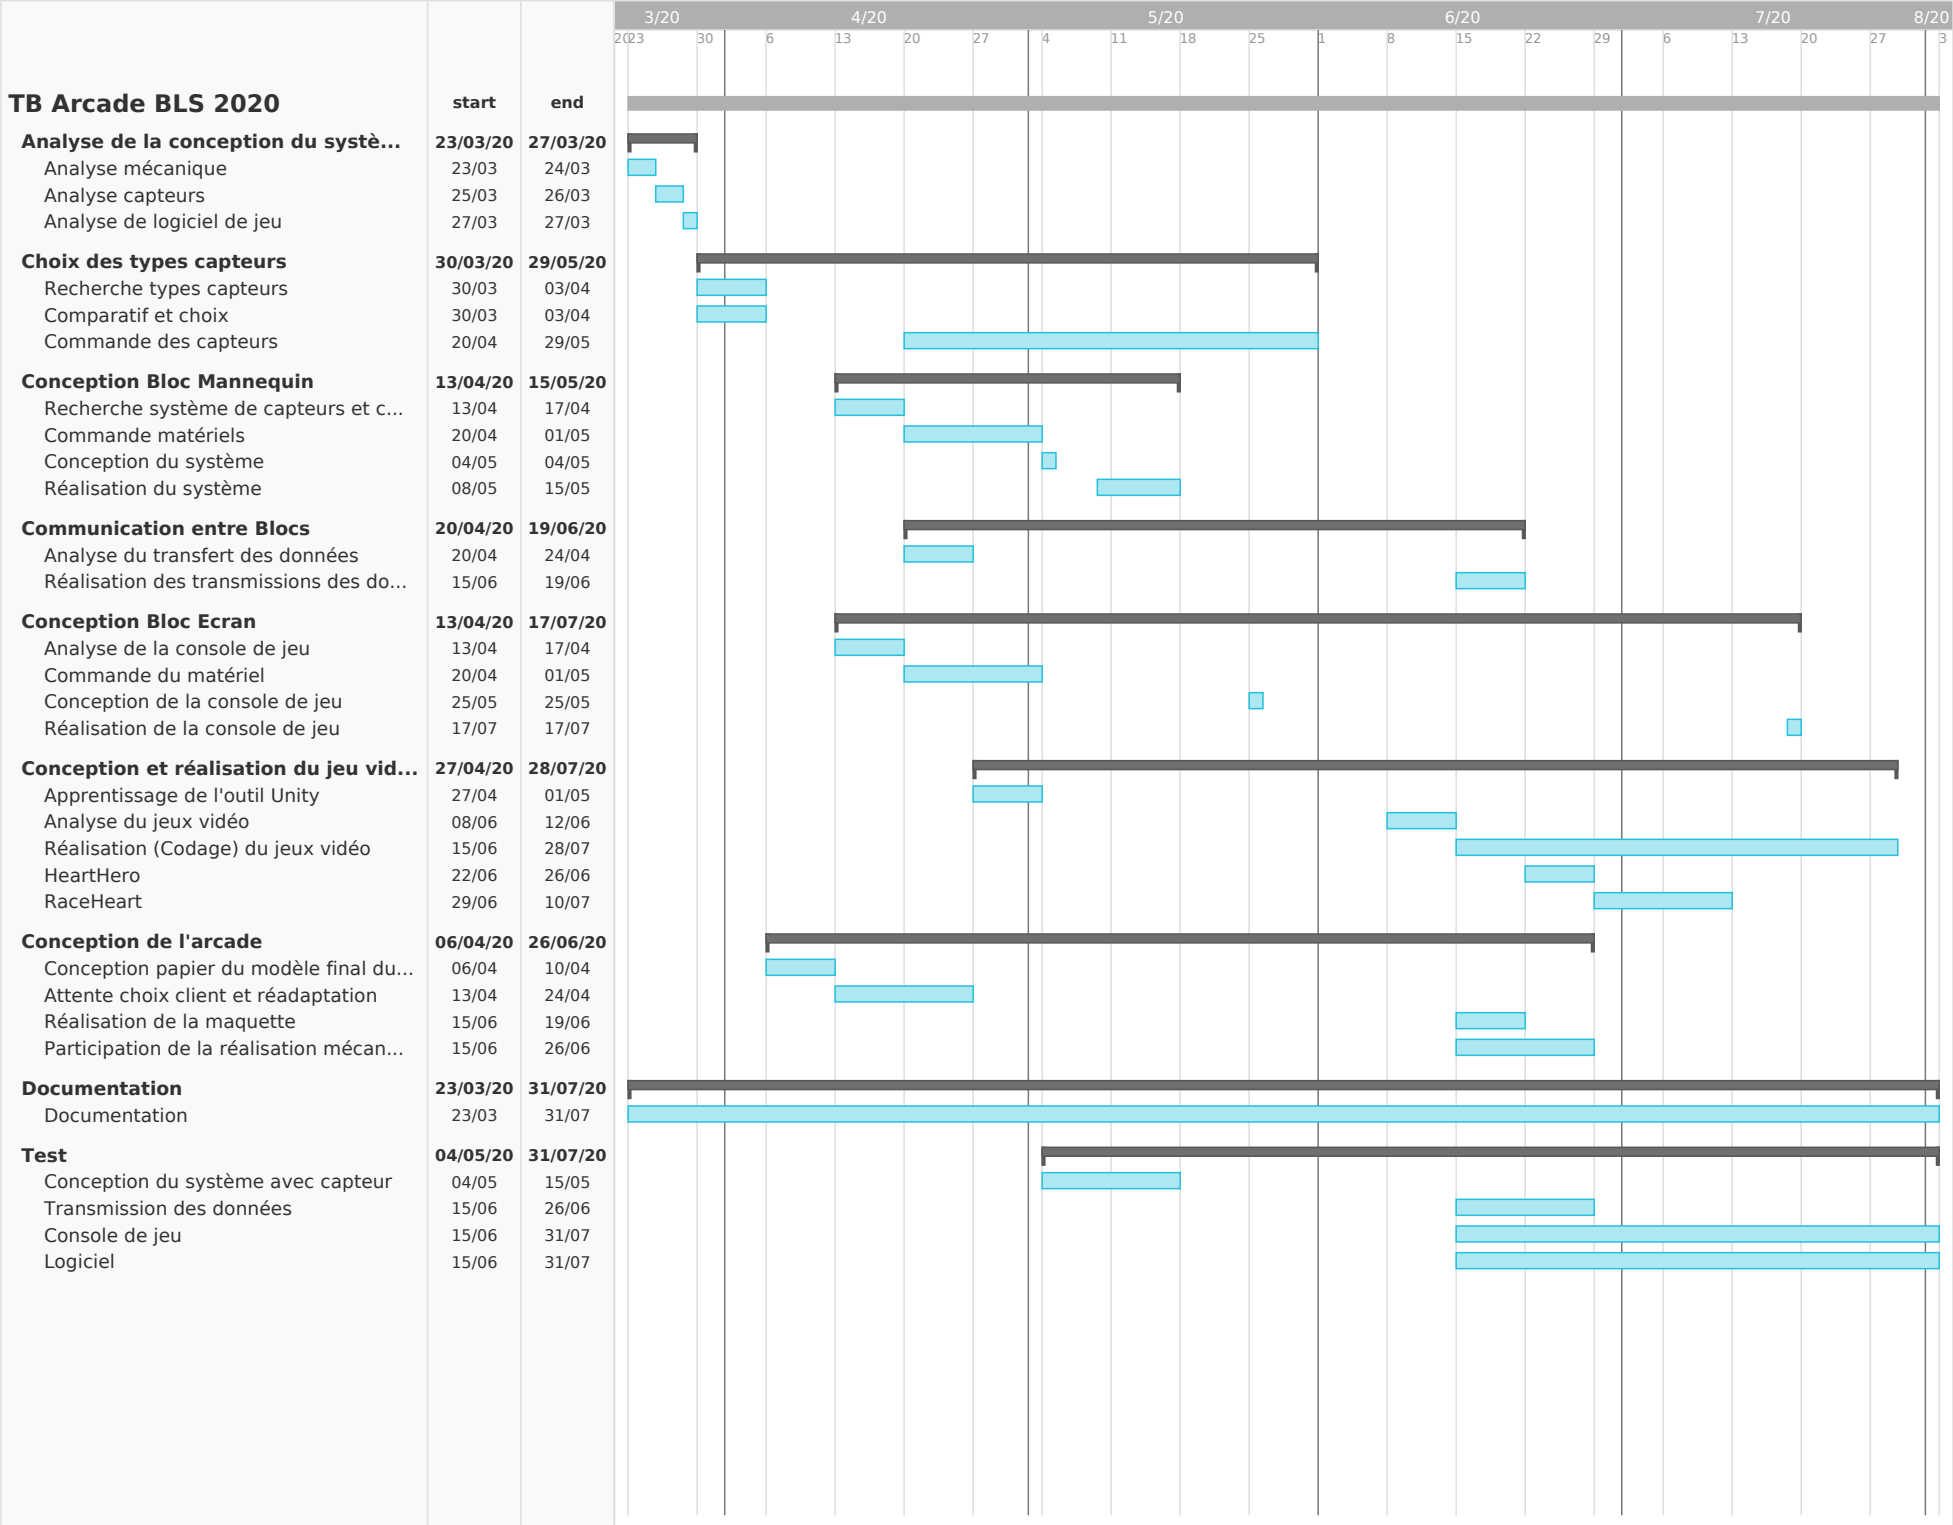 3/20 4/20 5/20 6/20 7/20 8/20
20 23 30 6 13 20 27 4 11 18 25 1 8 15 22 29 6 13 20 27 3
TB Arcade BLS 2020 start end
Analyse de la conception du systè... 23/03/20 27/03/20
Analyse mécanique 23/03 24/03
Analyse capteurs 25/03 26/03
Analyse de logiciel de jeu 27/03 27/03
Choix des types capteurs 30/03/20 29/05/20
Recherche types capteurs 30/03 03/04
Comparatif et choix 30/03 03/04
Commande des capteurs 20/04 29/05
Conception Bloc Mannequin 13/04/20 15/05/20
Recherche système de capteurs et c... 13/04 17/04
Commande matériels 20/04 01/05
Conception du système 04/05 04/05
Réalisation du système 08/05 15/05
Communication entre Blocs 20/04/20 19/06/20
Analyse du transfert des données 20/04 24/04
Réalisation des transmissions des do... 15/06 19/06
Conception Bloc Ecran 13/04/20 17/07/20
Analyse de la console de jeu 13/04 17/04
Commande du matériel 20/04 01/05
Conception de la console de jeu 25/05 25/05
Réalisation de la console de jeu 17/07 17/07
Conception et réalisation du jeu vid... 27/04/20 28/07/20
Apprentissage de l'outil Unity 27/04 01/05
Analyse du jeux vidéo 08/06 12/06
Réalisation (Codage) du jeux vidéo 15/06 28/07
HeartHero 22/06 26/06
RaceHeart 29/06 10/07
Conception de l'arcade 06/04/20 26/06/20
Conception papier du modèle final du... 06/04 10/04
Attente choix client et réadaptation 13/04 24/04
Réalisation de la maquette 15/06 19/06
Participation de la réalisation mécan... 15/06 26/06
Documentation 23/03/20 31/07/20
Documentation 23/03 31/07
Test 04/05/20 31/07/20
Conception du système avec capteur 04/05 15/05
Transmission des données 15/06 26/06
Console de jeu 15/06 31/07
Logiciel 15/06 31/07